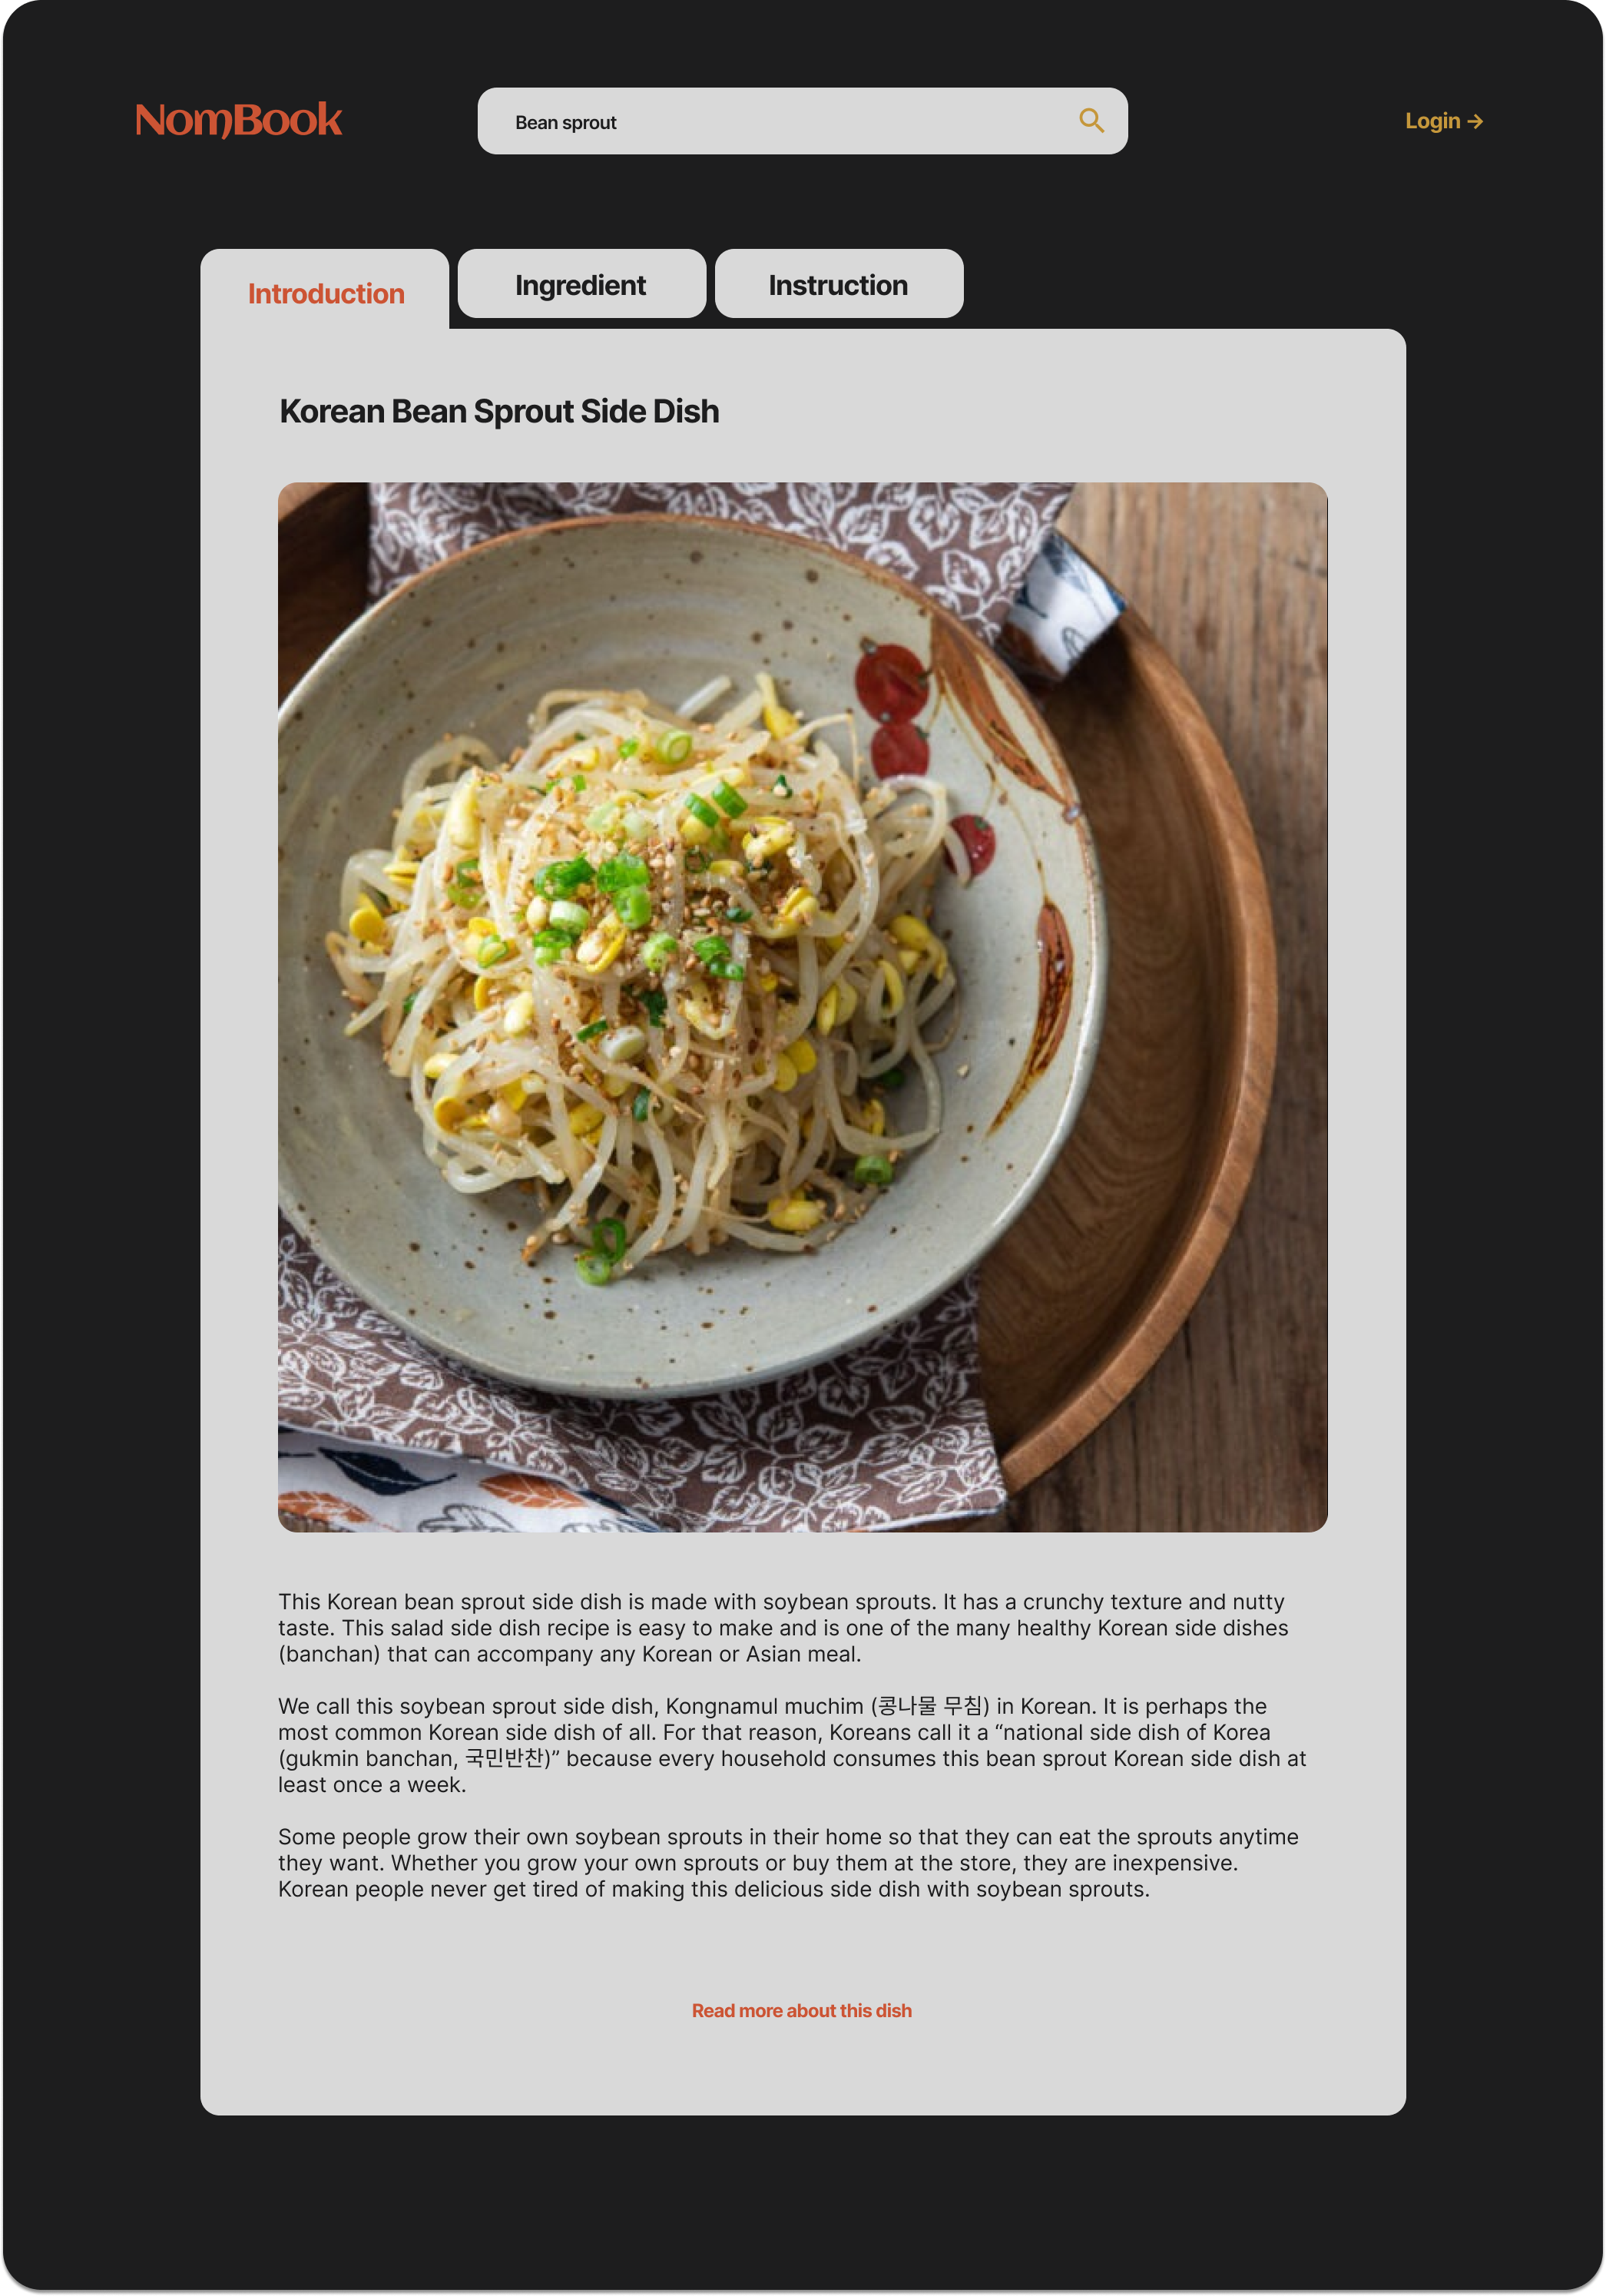 NomBook
Bean sprout
Login →
Introduction
Ingredient
Instruction
Korean Bean Sprout Side Dish
This Korean bean sprout side dish is made with soybean sprouts. It has a crunchy texture and nutty
taste. This salad side dish recipe is easy to make and is one of the many healthy Korean side dishes
(banchan) that can accompany any Korean or Asian meal.
We call this soybean sprout side dish, Kongnamul muchim (콩나물 무침) in Korean. It is perhaps the
most common Korean side dish of all. For that reason, Koreans call it a “national side dish of Korea
(gukmin banchan, 국민반찬)” because every household consumes this bean sprout Korean side dish at
least once a week.
Some people grow their own soybean sprouts in their home so that they can eat the sprouts anytime
they want. Whether you grow your own sprouts or buy them at the store, they are inexpensive.
Korean people never get tired of making this delicious side dish with soybean sprouts.
Read more about this dish